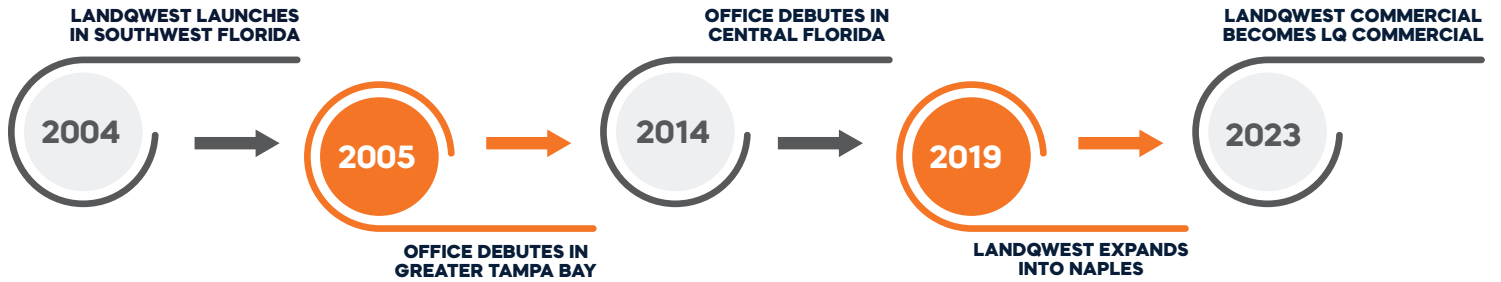 LANDQWEST LAUNCHES
IN SOUTHWEST FLORIDA
2004
2005
OFFICE DEBUTES IN
GREATER TAMPA BAY
OFFICE DEBUTES IN
CENTRAL FLORIDA
2014
2019
LANDQWEST EXPANDS
INTO NAPLES
LANDQWEST COMMERCIAL
BECOMES LQ COMMERCIAL
2023